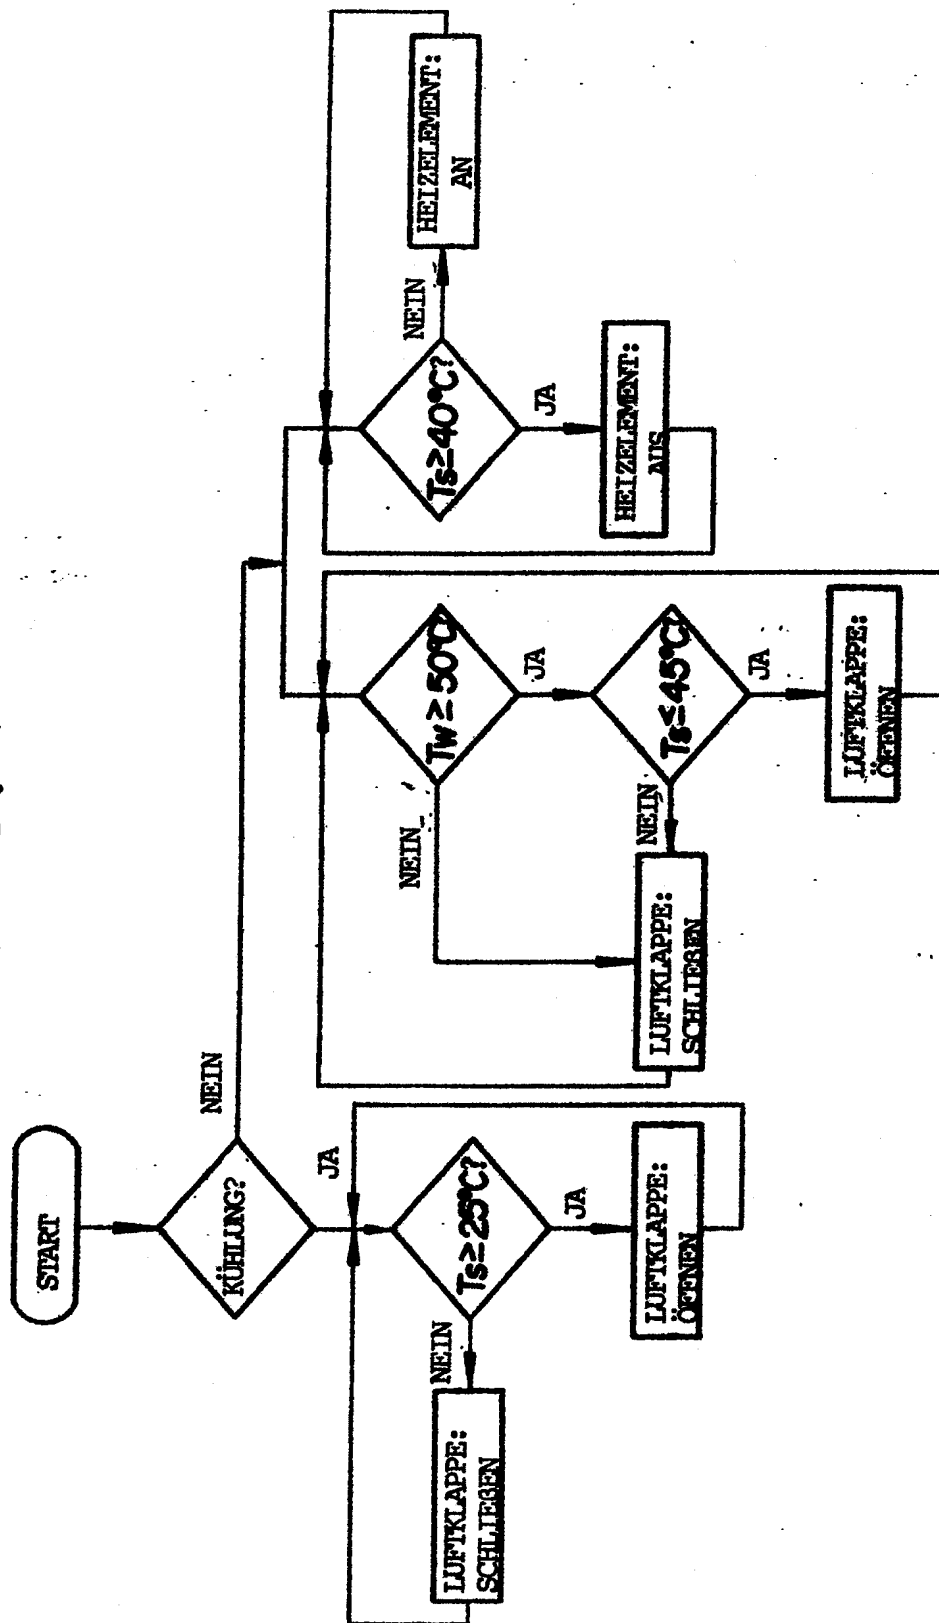 START
KÜHLUNG?
NEIN
JA
Ts≥25°C?
NEIN
JA
LUFTKLAPPE:
SCHLIEßEN
LUFTKLAPPE:
ÖFFNEN
Tw≥50°C?
NEIN
JA
Ts≤45°C?
NEIN
JA
LUFTKLAPPE:
SCHLIEßEN
LUFTKLAPPE:
ÖFFNEN
Ts≥40°C?
NEIN
JA
HEIZELEMENT:
AN
HEIZELEMENT:
AUS